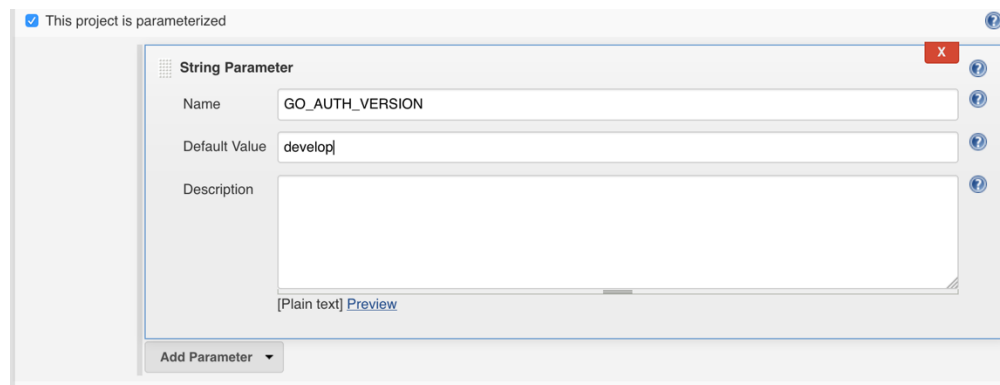 This project is parameterized
X
String Parameter
Name GO_AUTH_VERSION
Default Value develop
Description
[Plain text] Preview
Add Parameter